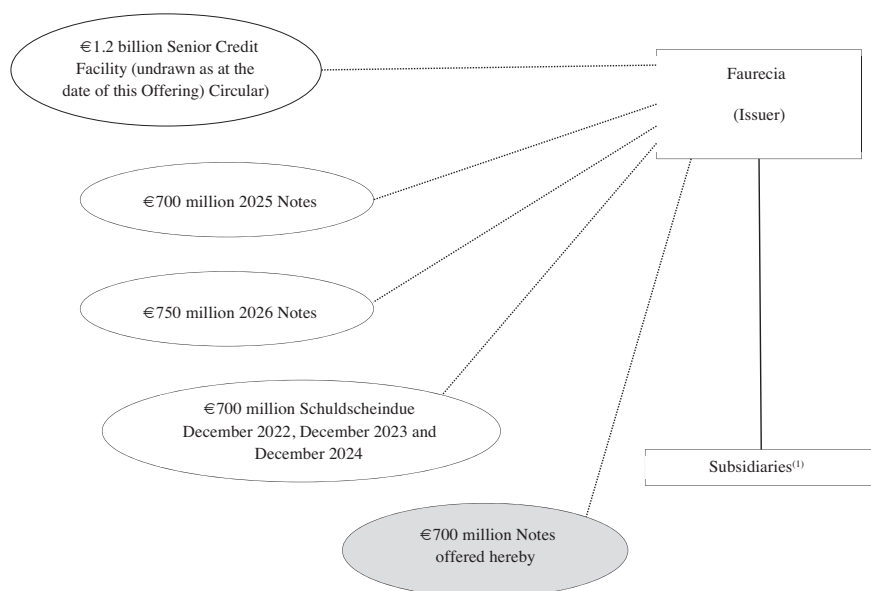 €1.2 billion Senior Credit
Facility (undrawn as at the
date of this Offering) Circular)
Faurecia
(Issuer)
€700 million 2025 Notes
€750 million 2026 Notes
€700 million Schuldscheindue
December 2022, December 2023 and
December 2024
Subsidiaries(1)
€700 million Notes
offered hereby